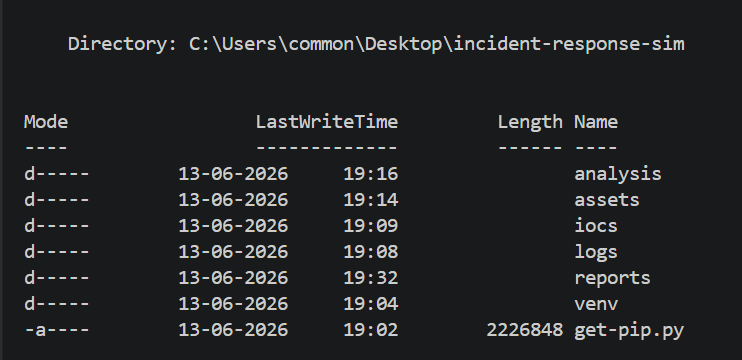 Directory: C:\Users\common\Desktop\incident-response-sim
Mode LastWriteTime Length Name
---- ------------- ------ ----
d----- 13-06-2026 19:16 analysis
d----- 13-06-2026 19:14 assets
d----- 13-06-2026 19:09 iocs
d----- 13-06-2026 19:08 logs
d----- 13-06-2026 19:32 reports
d----- 13-06-2026 19:04 venv
-a---- 13-06-2026 19:02 2226848 get-pip.py